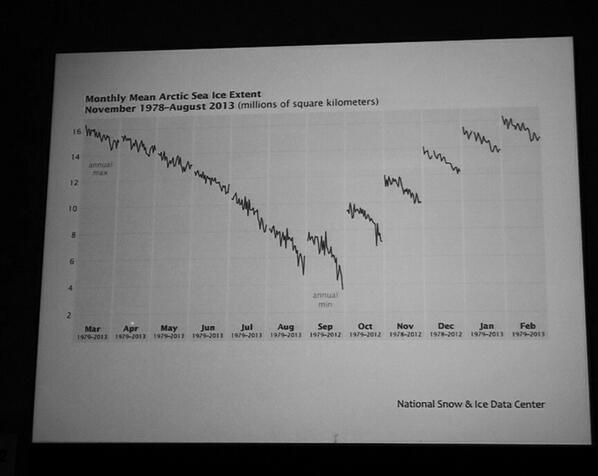 Monthly Mean Arctic Sea Ice Extent
November 1978–August 2013 (millions of square kilometers)
16
14
12
10
8
6
4
2
annual
max
annual
min
Mar Apr May Jun Jul Aug Sep Oct Nov Dec Jan Feb
1979–2013 1979–2013 1979–2013 1979–2013 1979–2013 1979–2013 1979–2012 1979–2012 1978–2012 1978–2012 1979–2013 1979–2013
National Snow & Ice Data Center